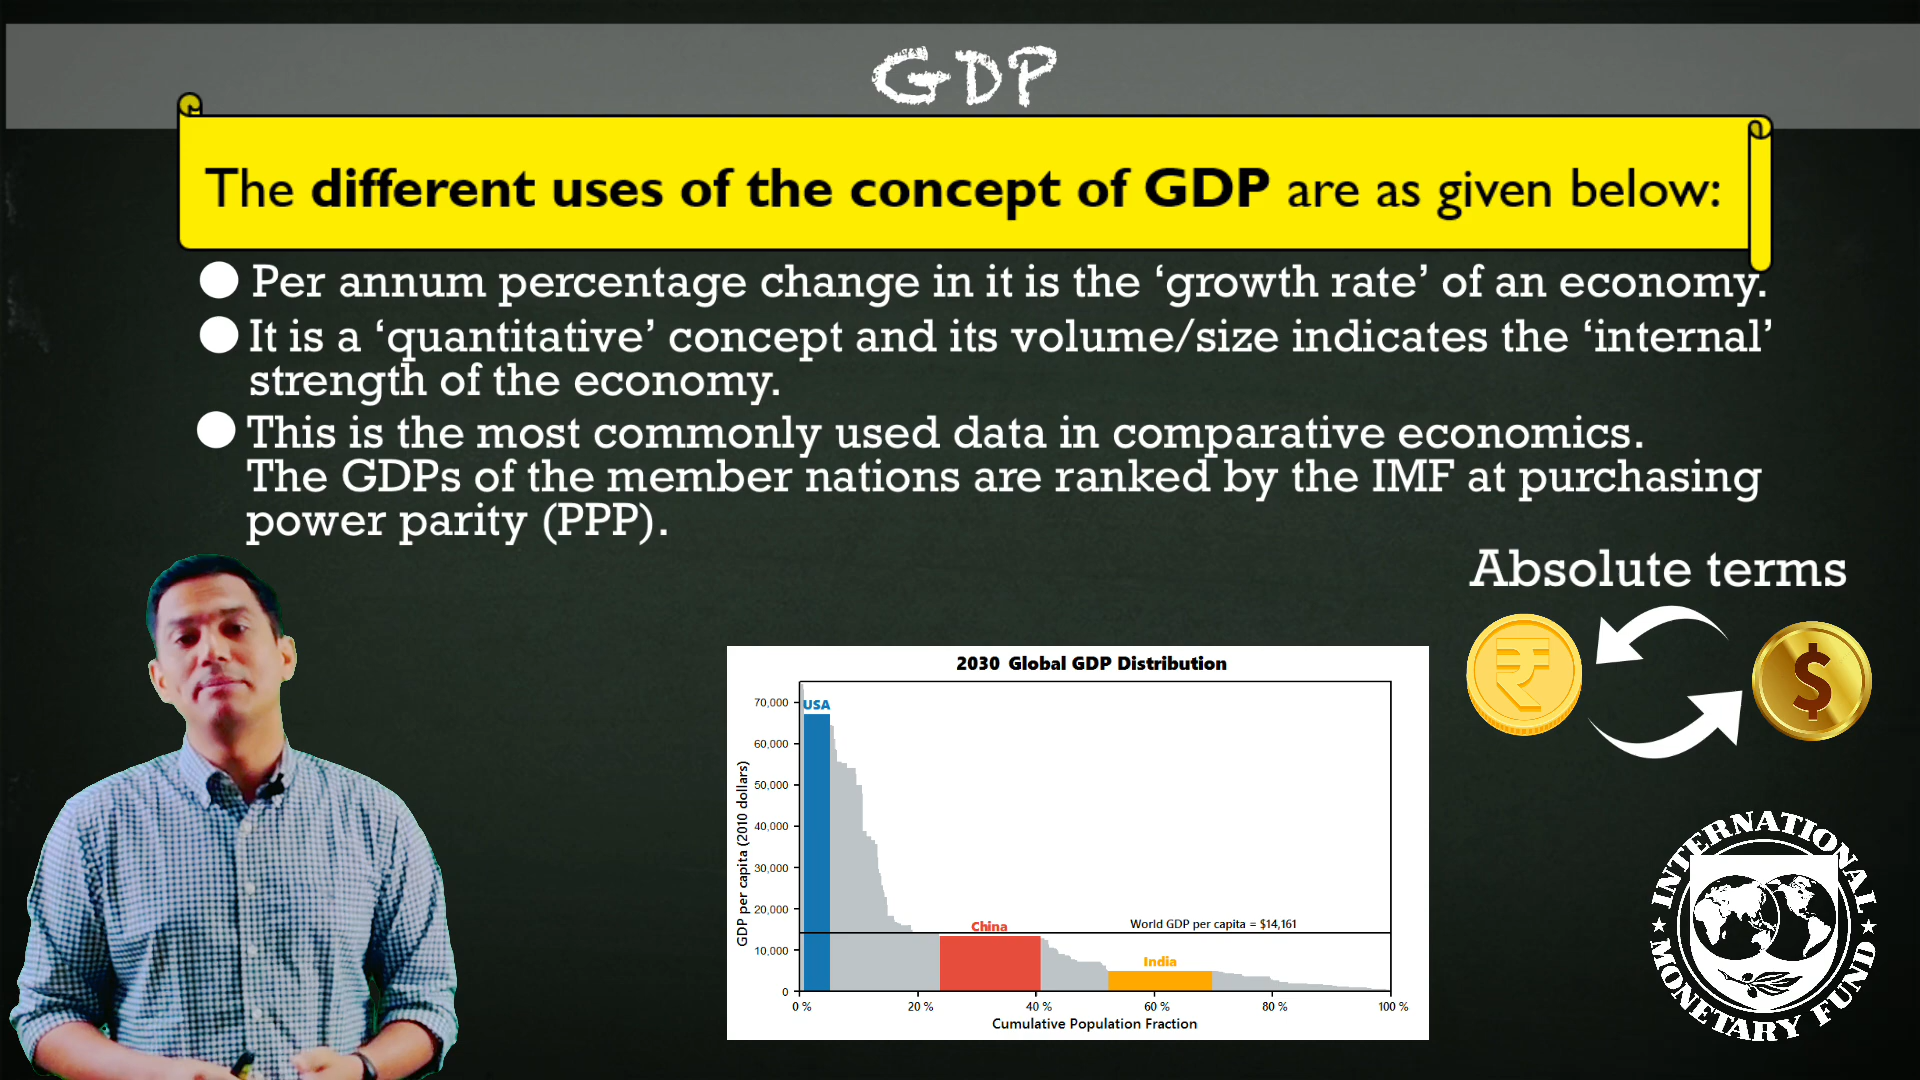 GDP
The different uses of the concept of GDP are as given below:
Per annum percentage change in it is the ‘growth rate’ of an economy.
It is a ‘quantitative’ concept and its volume/size indicates the ‘internal’
strength of the economy.
This is the most commonly used data in comparative economics.
The GDPs of the member nations are ranked by the IMF at purchasing
power parity (PPP).
Absolute terms
₹
$
2030 Global GDP Distribution
GDP per capita (2010 dollars)
70,000
60,000
50,000
40,000
30,000
20,000
10,000
0
USA
China
World GDP per capita = $14,161
India
0 %
20 %
40 %
60 %
80 %
100 %
Cumulative Population Fraction
INTERNATIONAL
MONETARY FUND